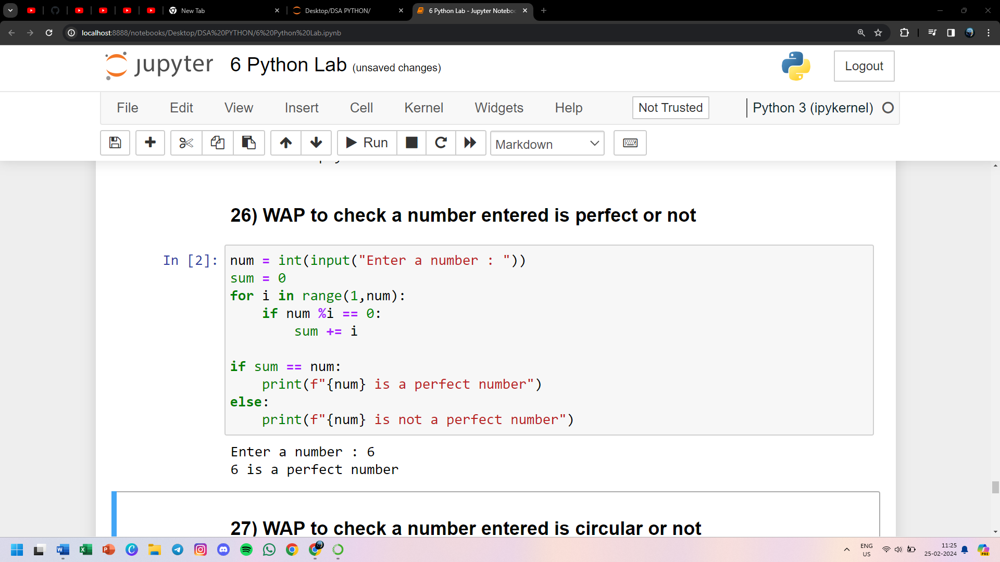 New Tab
Desktop/DSA PYTHON/
6 Python Lab - Jupyter Noteboo
localhost:8888/notebooks/Desktop/DSA%20PYTHON/6%20Python%20Lab.ipynb
jupyter 6 Python Lab (unsaved changes)
Logout
File Edit View Insert Cell Kernel Widgets Help
Not Trusted
Python 3 (ipykernel)
Run
Markdown
26) WAP to check a number entered is perfect or not
In [2]:
num = int(input("Enter a number : "))
sum = 0
for i in range(1,num):
    if num %i == 0:
        sum += i
if sum == num:
    print(f"{num} is a perfect number")
else:
    print(f"{num} is not a perfect number")
Enter a number : 6
6 is a perfect number
27) WAP to check a number entered is circular or not
ENG
US
11:25
25-02-2024
PRE